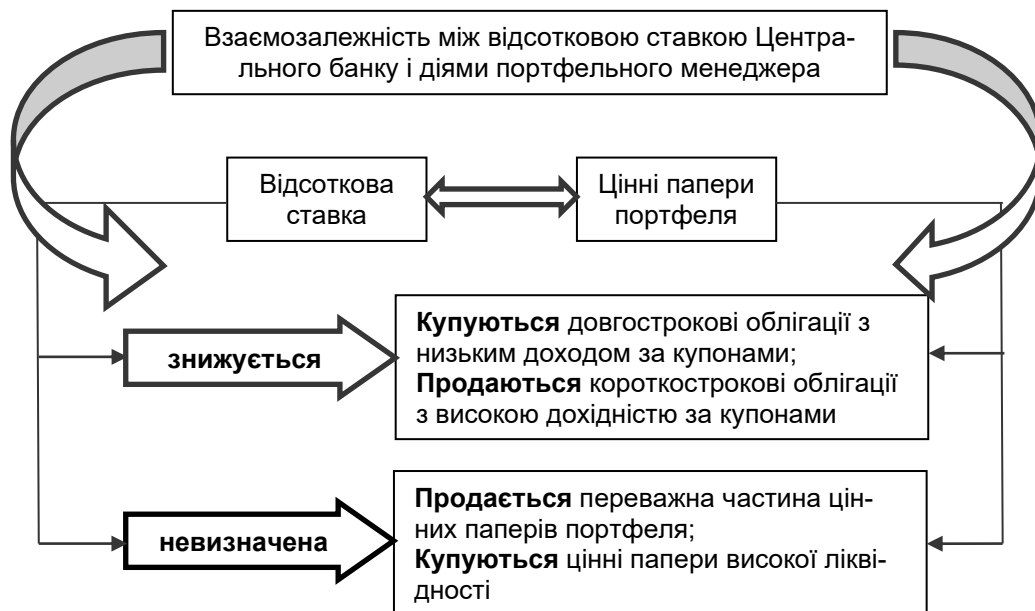 Взаємозалежність між відсотковою ставкою Центра-
льного банку і діями портфельного менеджера
Відсоткова
ставка
Цінні папери
портфеля
знижується
Купуються довгострокові облігації з
низьким доходом за купонами;
Продаються короткострокові облігації
з високою дохідністю за купонами
невизначена
Продається переважна частина цін-
них паперів портфеля;
Купуються цінні папери високої ліқві-
дності